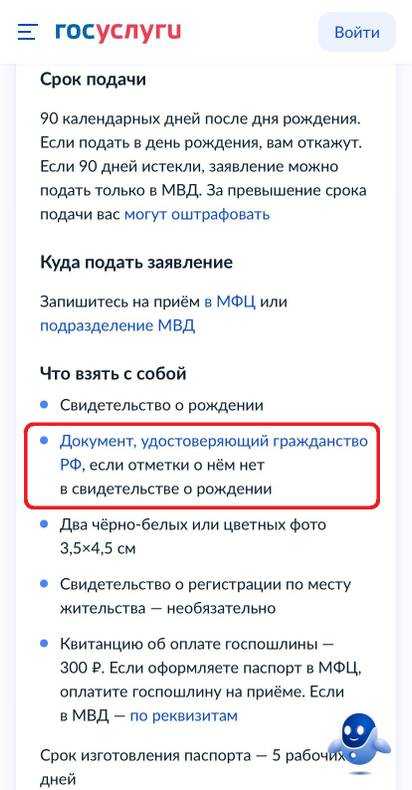 госуслуги
Войти
Срок подачи
90 календарных дней после дня рождения.
Если подать в день рождения, вам откажут.
Если 90 дней истекли, заявление можно
подать только в МВД. За превышение срока
подачи вас могут оштрафовать
Куда подать заявление
Запишитесь на приём в МФЦ или
подразделение МВД
Что взять с собой
Свидетельство о рождении
Документ, удостоверяющий гражданство
РФ, если отметки о нём нет
в свидетельстве о рождении
Два чёрно-белых или цветных фото
3,5×4,5 см
Свидетельство о регистрации по месту
жительства — необязательно
Квитанцию об оплате госпошлины —
300 ₽. Если оформляете паспорт в МФЦ,
оплатите госпошлину на приёме. Если
в МВД — по реквизитам
Срок изготовления паспорта — 5 рабочих
дней